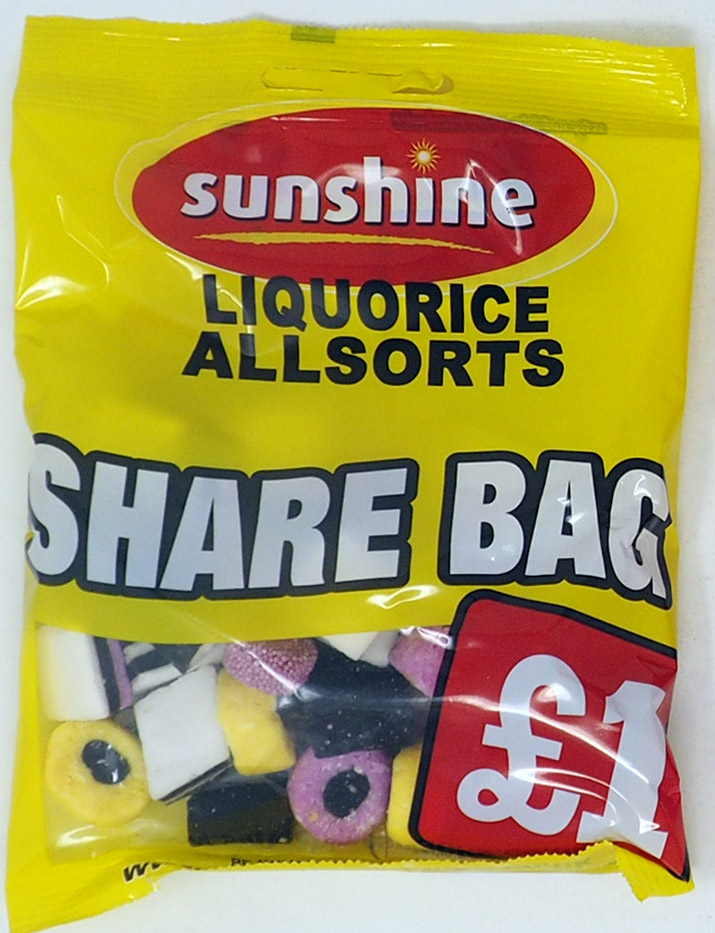 sunshine
LIQUORICE
ALLSORTS
SHARE BAG
£1